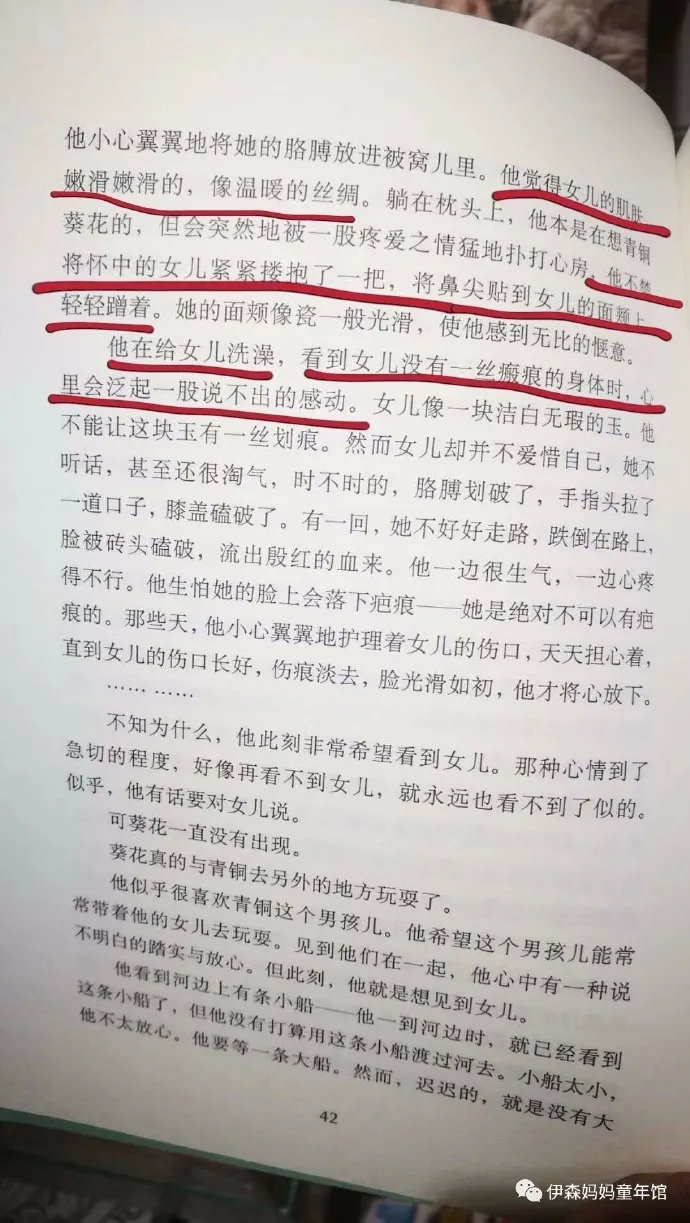 他小心翼翼地将她的胳膊放进被窝儿里。他觉得女儿的肌肤
嫩滑嫩滑的，像温暖的丝绸。躺在枕头上，他本是在想青铜
葵花的，但会突然地被一股疼爱之情猛地扑打心房，他不禁
将怀中的女儿紧紧搂抱了一把，将鼻尖贴到女儿的面颊上
轻轻蹭着。她的面颊像瓷一般光滑，使他感到无比的惬意。
他在给女儿洗澡，看到女儿没有一丝瘢痕的身体时，心
里会泛起一股说不出的感动。女儿像一块洁白无瑕的玉。他
不能让这块玉有一丝划痕。然而女儿却并不爱惜自己，她不
听话，甚至还很淘气，时不时的，胳膊划破了，手指头拉了
一道口子，膝盖磕破了。有一回，她不好好走路，跌倒在路上，
脸被砖头磕破，流出殷红的血来。他一边很生气，一边心疼
得不行。他生怕她的脸上会落下疤痕——她是绝对不可以有疤
痕的。那些天，他小心翼翼地护理着女儿的伤口，天天担心着，
直到女儿的伤口长好，伤痕淡去，脸光滑如初，他才将心放下。
…… ……
不知为什么，他此刻非常希望看到女儿。那种心情到了
急切的程度，好像再看不到女儿，就永远也看不到了似的。
似乎，他有话要对女儿说。
可葵花一直没有出现。
葵花真的与青铜去另外的地方玩耍了。
他似乎很喜欢青铜这个男孩儿。他希望这个男孩儿能常
常带着他的女儿去玩耍。见到他们在一起，他心中有一种说
不明白的踏实与放心。但此刻，他就是想见到女儿。
他看到河边上有条小船——他一到河边时，就已经看到
这条小船了，但他没有打算用这条小船渡过河去。小船太小，
他不太放心。他要等一条大船。然而，迟迟的，就是没有大
42
伊森妈妈童年馆